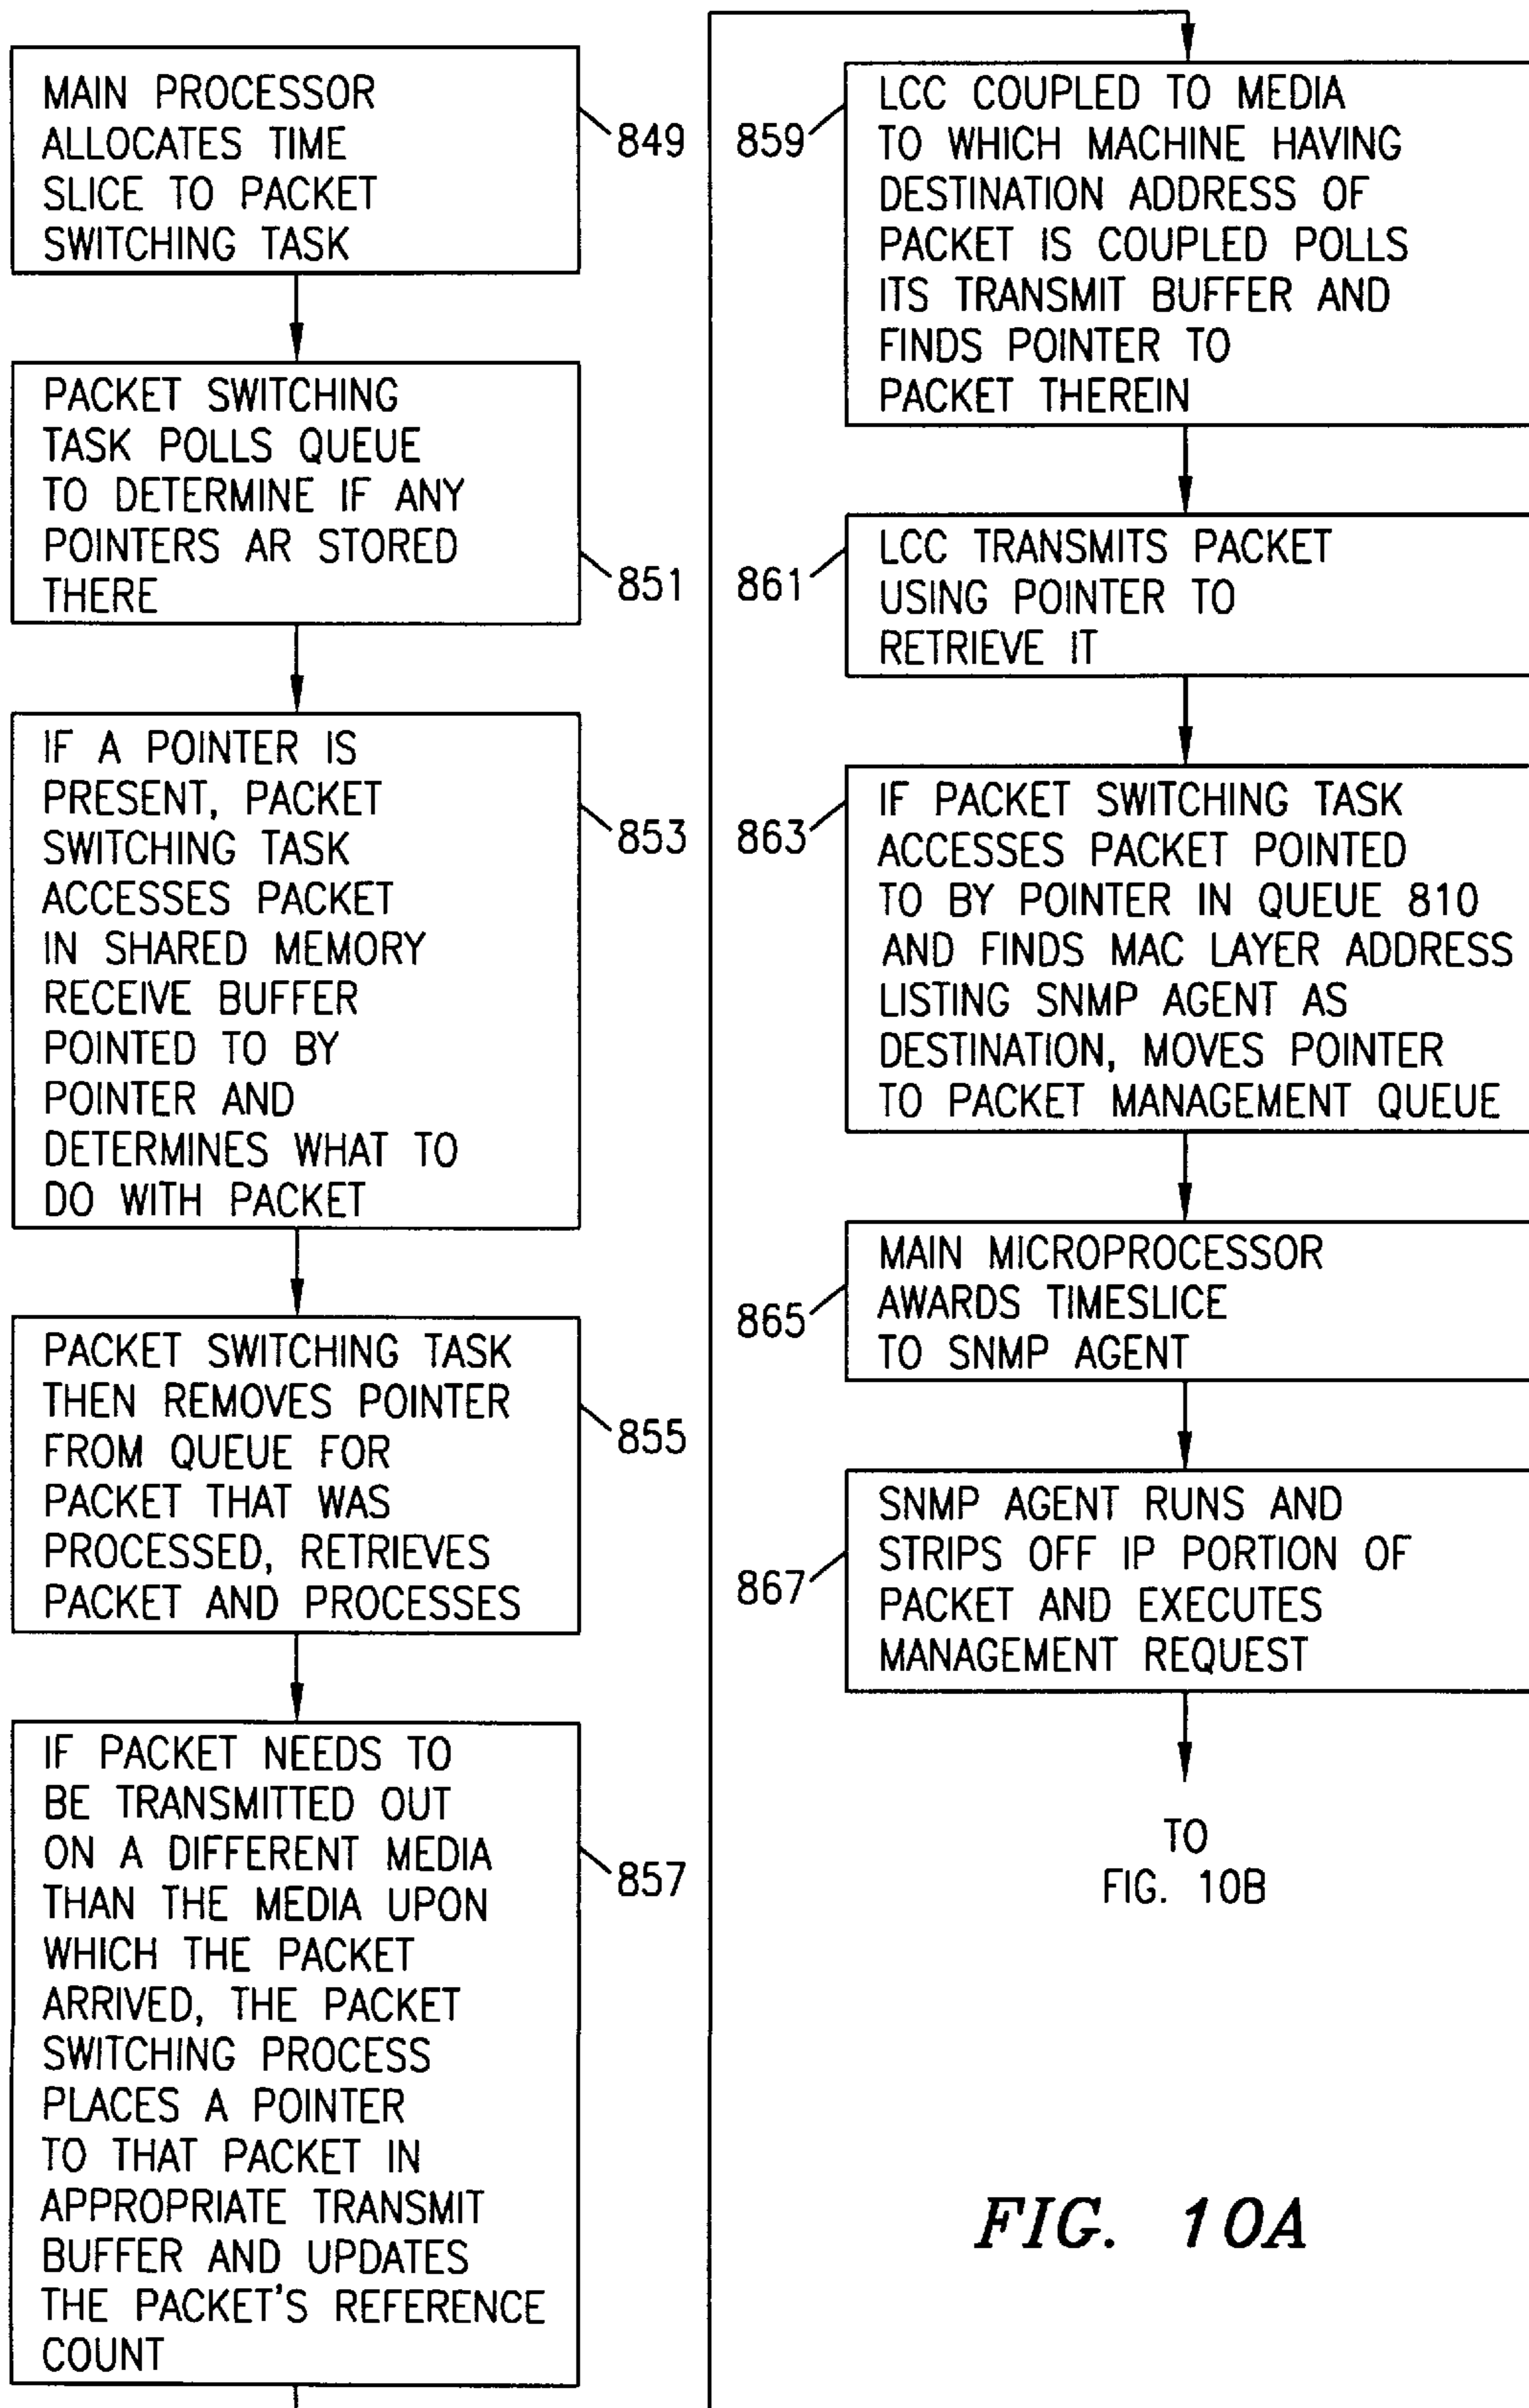 MAIN PROCESSOR
ALLOCATES TIME
SLICE TO PACKET
SWITCHING TASK
849
PACKET SWITCHING
TASK POLLS QUEUE
TO DETERMINE IF ANY
POINTERS AR STORED
THERE
851
IF A POINTER IS
PRESENT, PACKET
SWITCHING TASK
ACCESSES PACKET
IN SHARED MEMORY
RECEIVE BUFFER
POINTED TO BY
POINTER AND
DETERMINES WHAT TO
DO WITH PACKET
853
PACKET SWITCHING TASK
THEN REMOVES POINTER
FROM QUEUE FOR
PACKET THAT WAS
PROCESSED, RETRIEVES
PACKET AND PROCESSES
855
IF PACKET NEEDS TO
BE TRANSMITTED OUT
ON A DIFFERENT MEDIA
THAN THE MEDIA UPON
WHICH THE PACKET
ARRIVED, THE PACKET
SWITCHING PROCESS
PLACES A POINTER
TO THAT PACKET IN
APPROPRIATE TRANSMIT
BUFFER AND UPDATES
THE PACKET'S REFERENCE
COUNT
857
LCC COUPLED TO MEDIA
TO WHICH MACHINE HAVING
DESTINATION ADDRESS OF
PACKET IS COUPLED POLLS
ITS TRANSMIT BUFFER AND
FINDS POINTER TO
PACKET THEREIN
859
LCC TRANSMITS PACKET
USING POINTER TO
RETRIEVE IT
861
IF PACKET SWITCHING TASK
ACCESSES PACKET POINTED
TO BY POINTER IN QUEUE 810
AND FINDS MAC LAYER ADDRESS
LISTING SNMP AGENT AS
DESTINATION, MOVES POINTER
TO PACKET MANAGEMENT QUEUE
863
MAIN MICROPROCESSOR
AWARDS TIMESLICE
TO SNMP AGENT
865
SNMP AGENT RUNS AND
STRIPS OFF IP PORTION OF
PACKET AND EXECUTES
MANAGEMENT REQUEST
867
TO
FIG. 10B
FIG. 10A